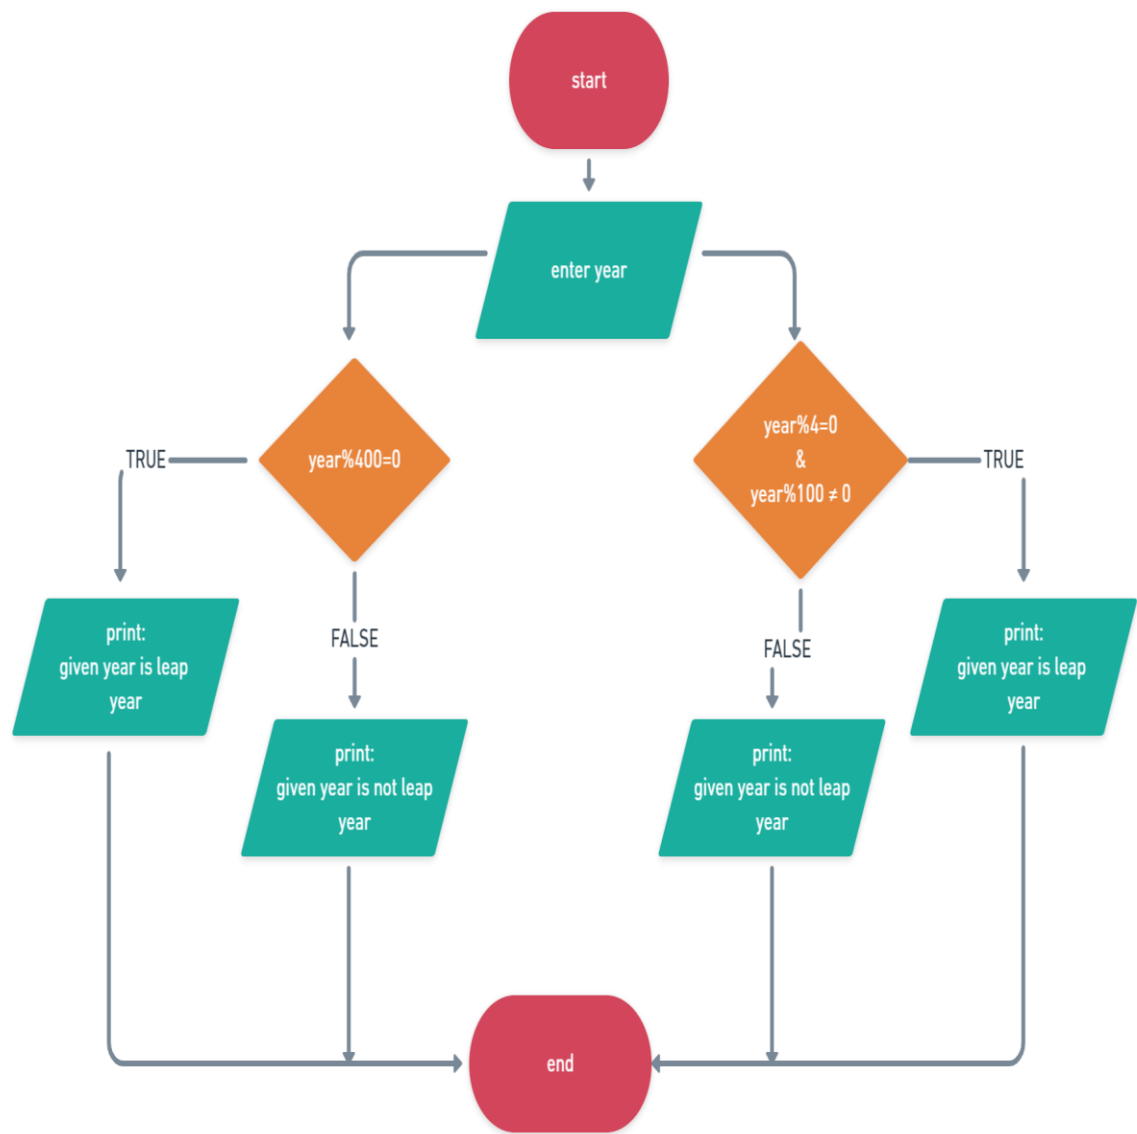 start
enter year
year%400=0
year%4=0
&
year%100 ≠ 0
TRUE
TRUE
FALSE
FALSE
print:
given year is leap
year
print:
given year is not leap
year
print:
given year is not leap
year
print:
given year is leap
year
end